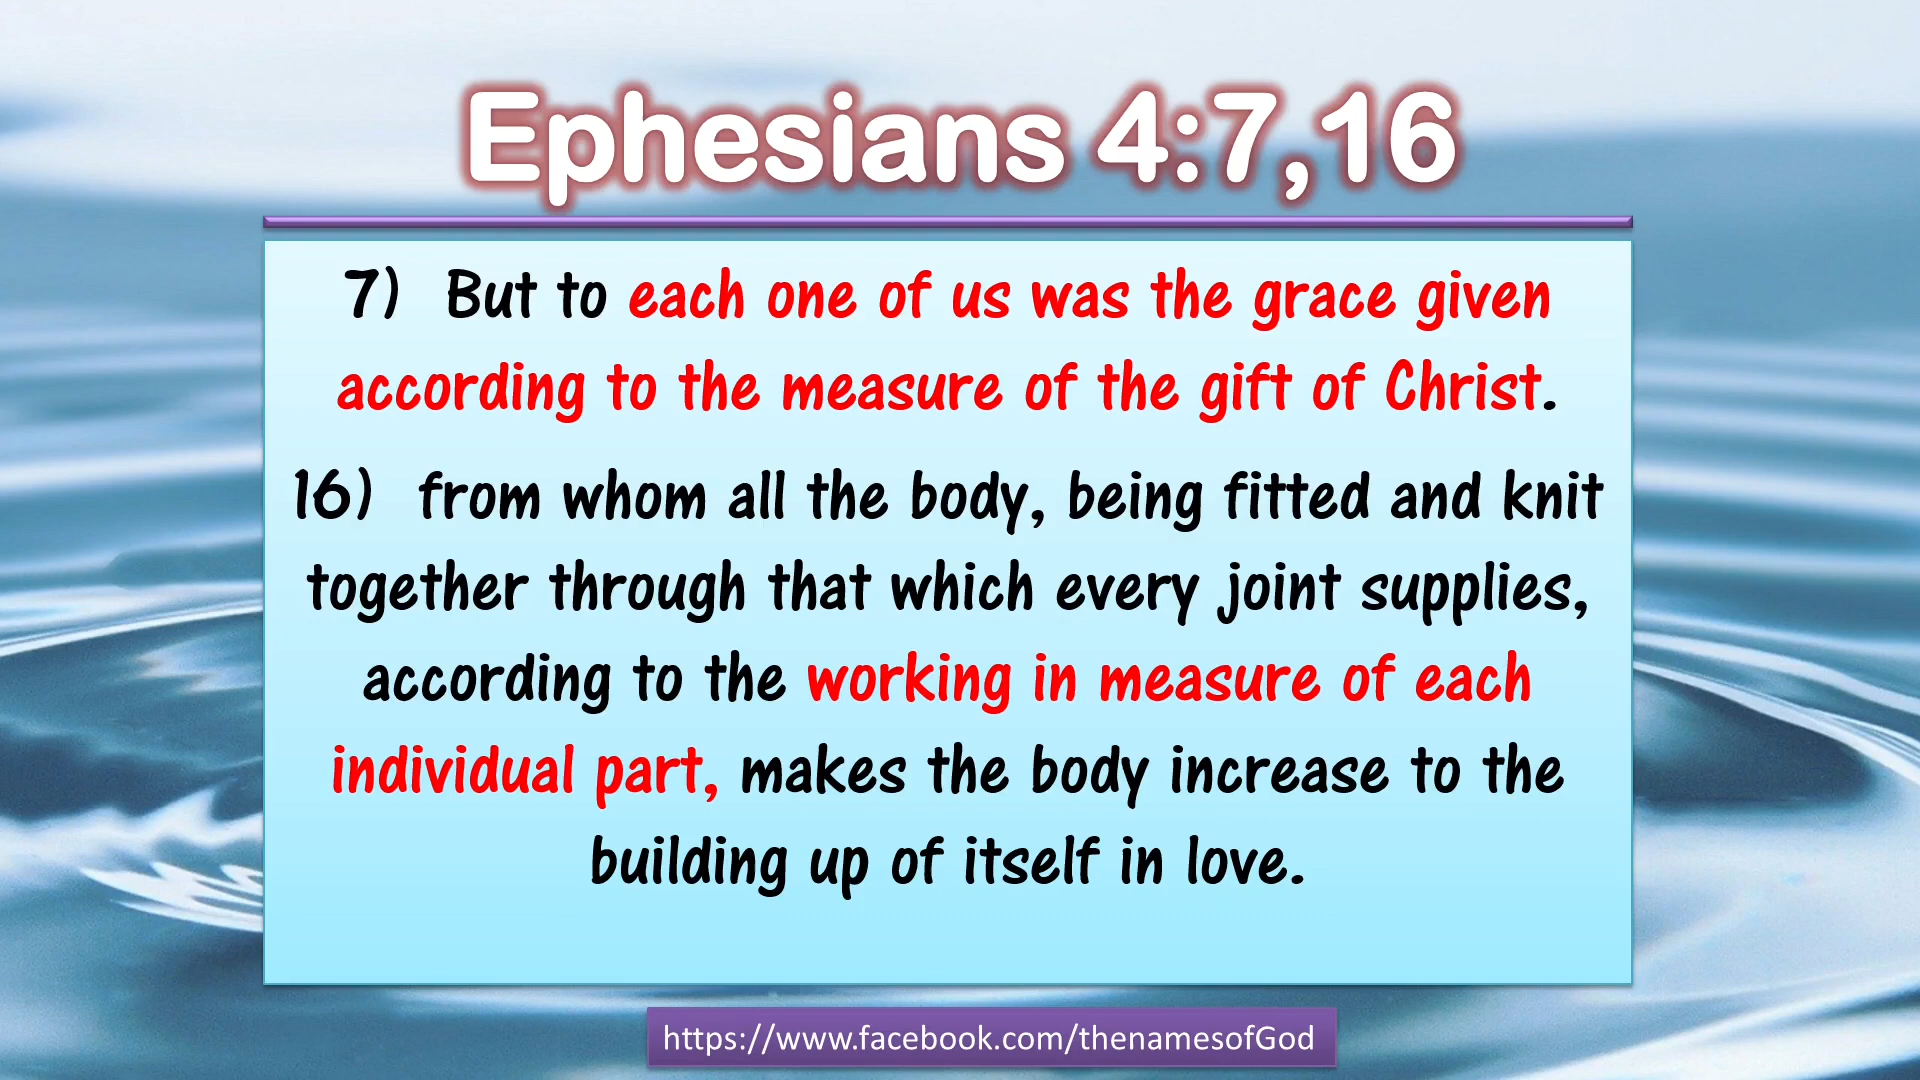 Ephesians 4:7,16
7) But to each one of us was the grace given
according to the measure of the gift of Christ.
16) from whom all the body, being fitted and knit
together through that which every joint supplies,
according to the working in measure of each
individual part, makes the body increase to the
building up of itself in love.
https://www.facebook.com/thenamesofGod